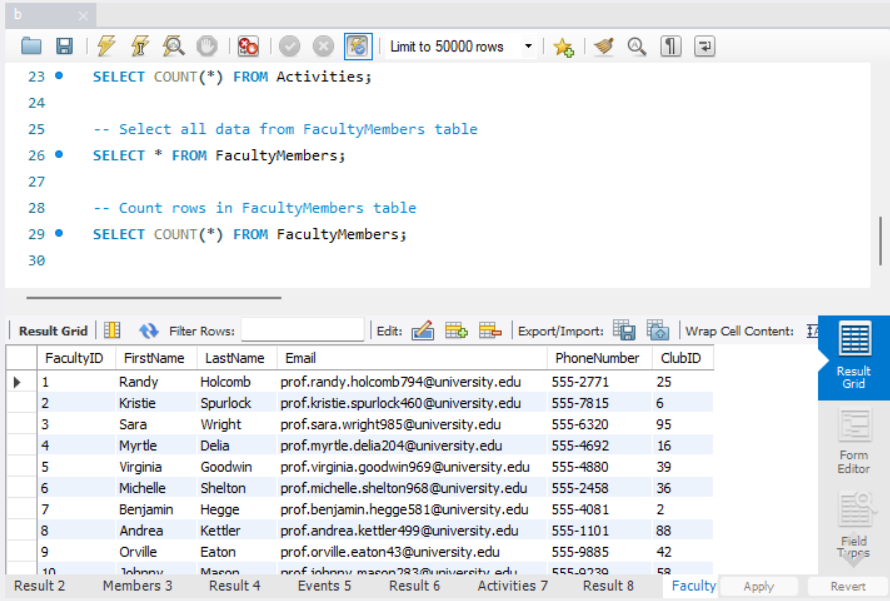 b
Limit to 50000 rows
23 SELECT COUNT(*) FROM Activities;
24
25 -- Select all data from FacultyMembers table
26 SELECT * FROM FacultyMembers;
27
28 -- Count rows in FacultyMembers table
29 SELECT COUNT(*) FROM FacultyMembers;
30
Result Grid Filter Rows: Edit: Export/Import: Wrap Cell Content:
FacultyID FirstName LastName Email PhoneNumber ClubID
1 Randy Holcomb prof.randy.holcomb794@university.edu 555-2771 25
2 Kristie Spurlock prof.kristie.spurlock460@university.edu 555-7815 6
3 Sara Wright prof.sara.wright985@university.edu 555-6320 95
4 Myrtle Delia prof.myrtle.delia204@university.edu 555-4692 16
5 Virginia Goodwin prof.virginia.goodwin969@university.edu 555-4880 39
6 Michelle Shelton prof.michelle.shelton968@university.edu 555-2458 36
7 Benjamin Hegge prof.benjamin.hegge581@university.edu 555-4081 2
8 Andrea Kettler prof.andrea.kettler499@university.edu 555-1101 88
9 Orville Eaton prof.orville.eaton43@university.edu 555-9885 42
10 Johnny Mason prof.johnny.mason283@university.edu 555-9239 58
Result
Grid
Form
Editor
Field
Types
Result 2 Members 3 Result 4 Events 5 Result 6 Activities 7 Result 8 Faculty Apply Revert